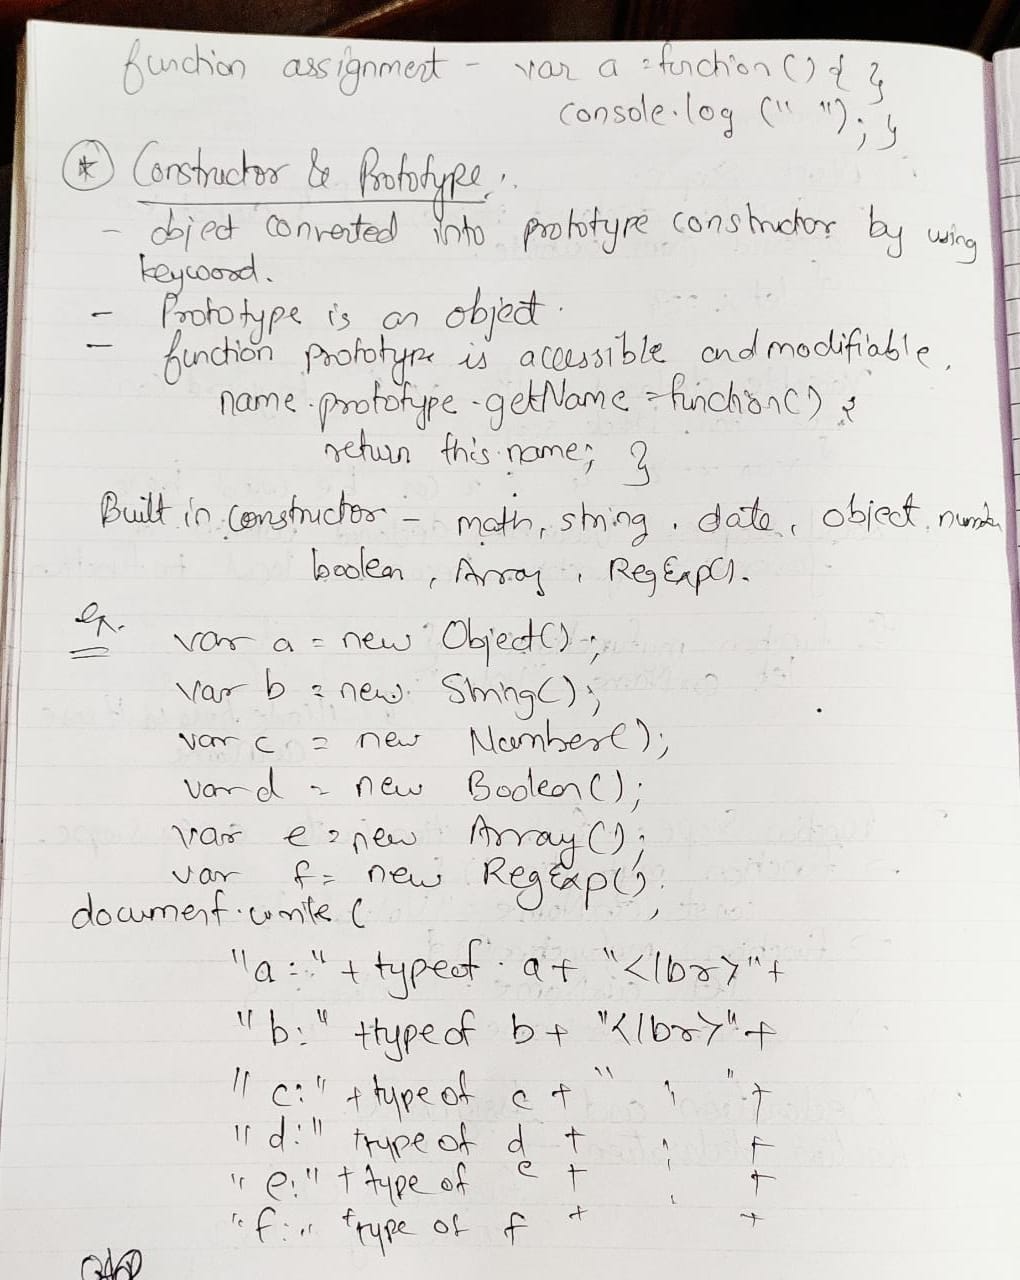 function assignment - var a = function() { }
console.log (" "); }
* Constructor & Prototype :
- object converted into prototype constructor by using
keyword.
- Prototype is an object.
- function prototype is accessible and modifiable.
name.prototype.getName = function() {
return this.name; }
Built in constructor - math, string, date, object, number
boolean, Array, RegExp().
ex. var a = new Object();
var b = new String();
var c = new Number();
var d = new Boolean();
var e = new Array();
var f = new RegExp();
document.write (
"a:" + typeof. a + "</br>" +
"b:" + typeof b + "</br>" +
"c:" + type of c + " " +
"d:" type of d + +
"e:" + type of e + +
"f:" type of f + +